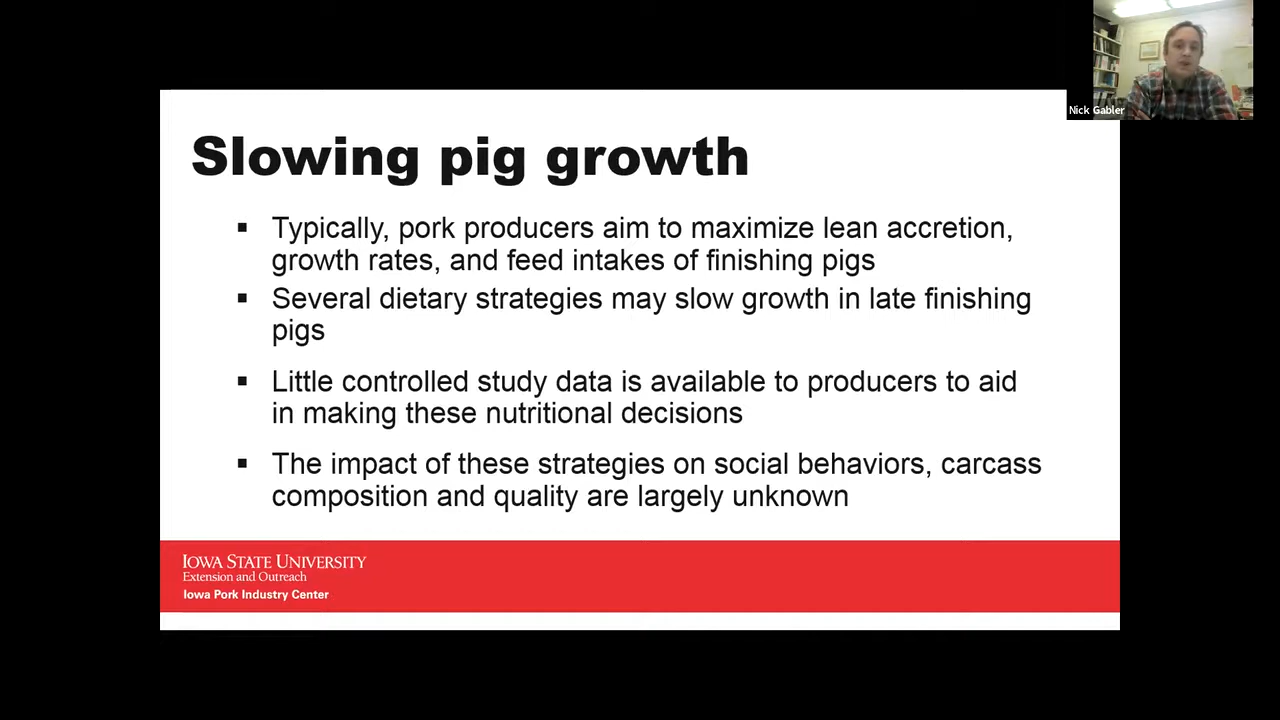 Nick Gabler
Slowing pig growth
▪ Typically, pork producers aim to maximize lean accretion,
growth rates, and feed intakes of finishing pigs
▪ Several dietary strategies may slow growth in late finishing
pigs
▪ Little controlled study data is available to producers to aid
in making these nutritional decisions
▪ The impact of these strategies on social behaviors, carcass
composition and quality are largely unknown
IOWA STATE UNIVERSITY
Extension and Outreach
Iowa Pork Industry Center